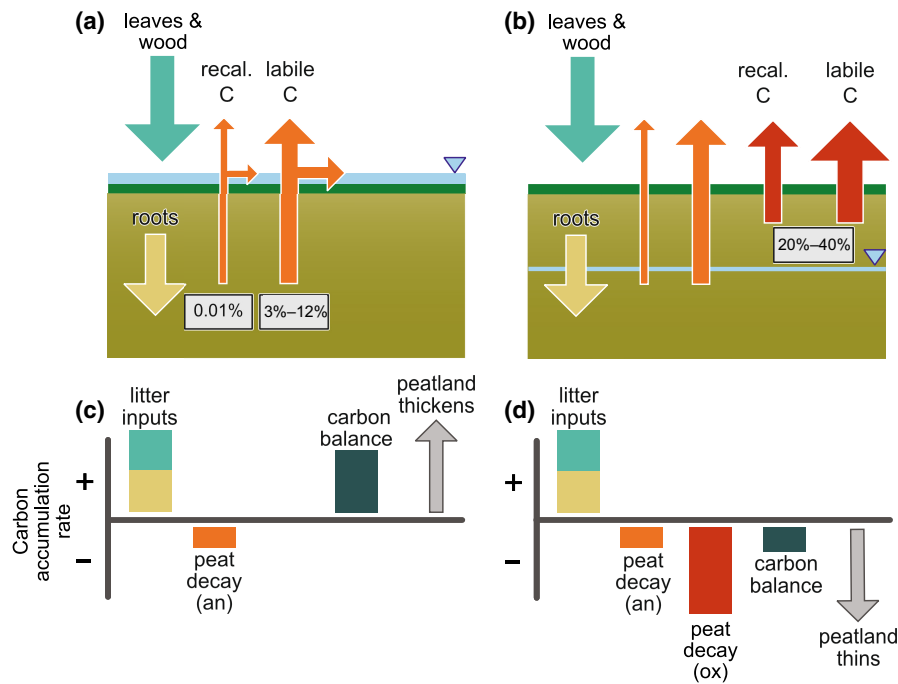 (a)
leaves &
wood
recal.
C
labile
C
roots
0.01%
3%–12%
(b)
leaves &
wood
recal.
C
labile
C
roots
20%–40%
(c)
litter
inputs
carbon
balance
peatland
thickens
Carbon
accumulation
rate
+
−
peat
decay
(an)
(d)
litter
inputs
+
−
peat
decay
(an)
peat
decay
(ox)
carbon
balance
peatland
thins